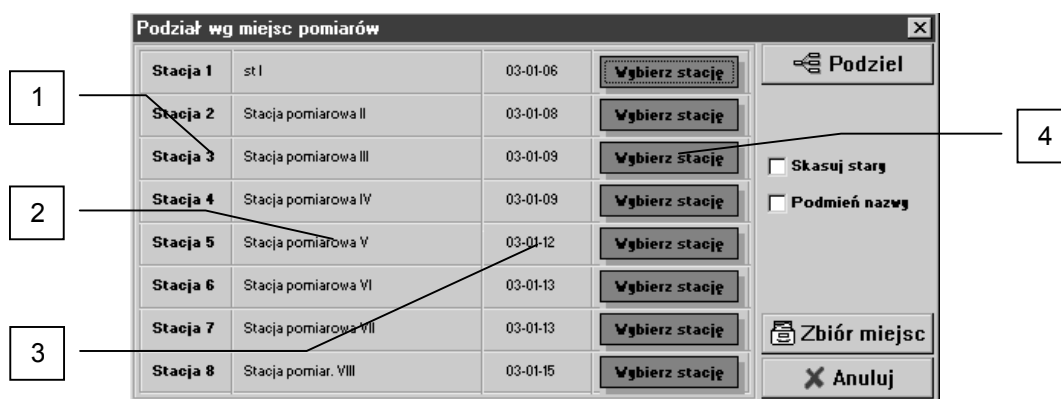 Podział wg miejsc pomiarów
Stacja 1 st I 03-01-06 Wybierz stację
Stacja 2 Stacja pomiarowa II 03-01-08 Wybierz stację
Stacja 3 Stacja pomiarowa III 03-01-09 Wybierz stację
Stacja 4 Stacja pomiarowa IV 03-01-09 Wybierz stację
Stacja 5 Stacja pomiarowa V 03-01-12 Wybierz stację
Stacja 6 Stacja pomiarowa VI 03-01-13 Wybierz stację
Stacja 7 Stacja pomiarowa VII 03-01-13 Wybierz stację
Stacja 8 Stacja pomiar. VIII 03-01-15 Wybierz stację
Podziel
Skasuj stary
Podmień nazwy
Zbiór miejsc
Anuluj
1
2
3
4